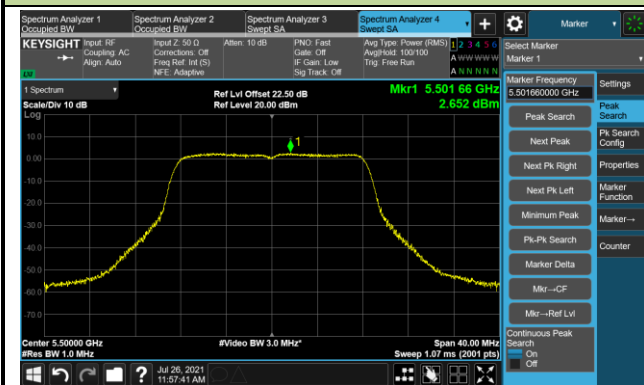 Spectrum Analyzer 1
Occupied BW
Spectrum Analyzer 2
Occupied BW
Spectrum Analyzer 3
Swept SA
Spectrum Analyzer 4
Swept SA
+
Marker
KEYSIGHT
Input: RF
Coupling: AC
Align: Auto
Input Z: 50 Ω
Corrections: Off
Freq Ref: Int (S)
NFE: Adaptive
Atten: 10 dB
PNO: Fast
Gate: Off
IF Gain: Low
Sig Track: Off
Avg Type: Power (RMS)
Avg|Hold: 100/100
Trig: Free Run
1 2 3 4 5 6
A W W W W W
A N N N N N
Select Marker
Marker 1
1 Spectrum
Scale/Div 10 dB
Log
Ref Lvl Offset 22.50 dB
Ref Level 20.00 dBm
Mkr1 5.501 66 GHz
2.652 dBm
10.0
0.00
-10.0
-20.0
-30.0
-40.0
-50.0
-60.0
-70.0
1
Center 5.50000 GHz
#Res BW 1.0 MHz
#Video BW 3.0 MHz*
Span 40.00 MHz
Sweep 1.07 ms (2001 pts)
Marker Frequency
5.501660000 GHz
Peak Search
Next Peak
Next Pk Right
Next Pk Left
Minimum Peak
Pk-Pk Search
Marker Delta
Mkr→CF
Mkr→Ref Lvl
Continuous Peak
Search
On
Off
Settings
Peak
Search
Pk Search
Config
Properties
Marker
Function
Marker→
Counter
?
Jul 26, 2021
11:57:41 AM